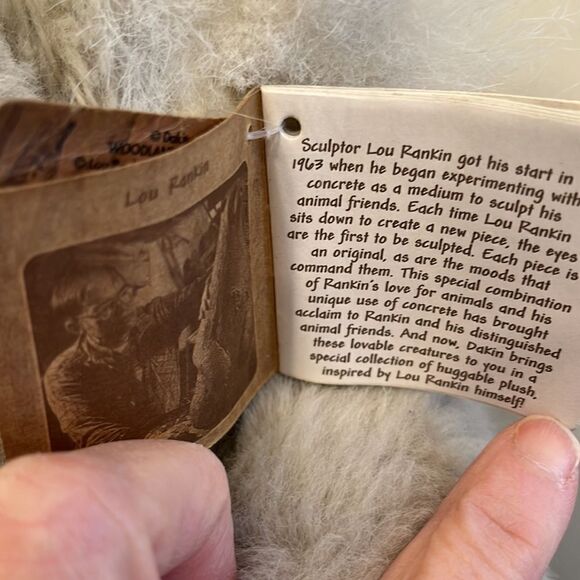 © Dakin
WOODLAN
Lou Rankin
Sculptor Lou Rankin got his start in
1963 when he began experimenting with
concrete as a medium to sculpt his
animal friends. Each time Lou Rankin
sits down to create a new piece, the eyes
are the first to be sculpted. Each piece is
an original, as are the moods that
command them. This special combination
of Rankin's love for animals and his
unique use of concrete has brought
acclaim to Rankin and his distinguished
animal friends. And now, Dakin brings
these lovable creatures to you in a
special collection of huggable plush,
inspired by Lou Rankin himself!